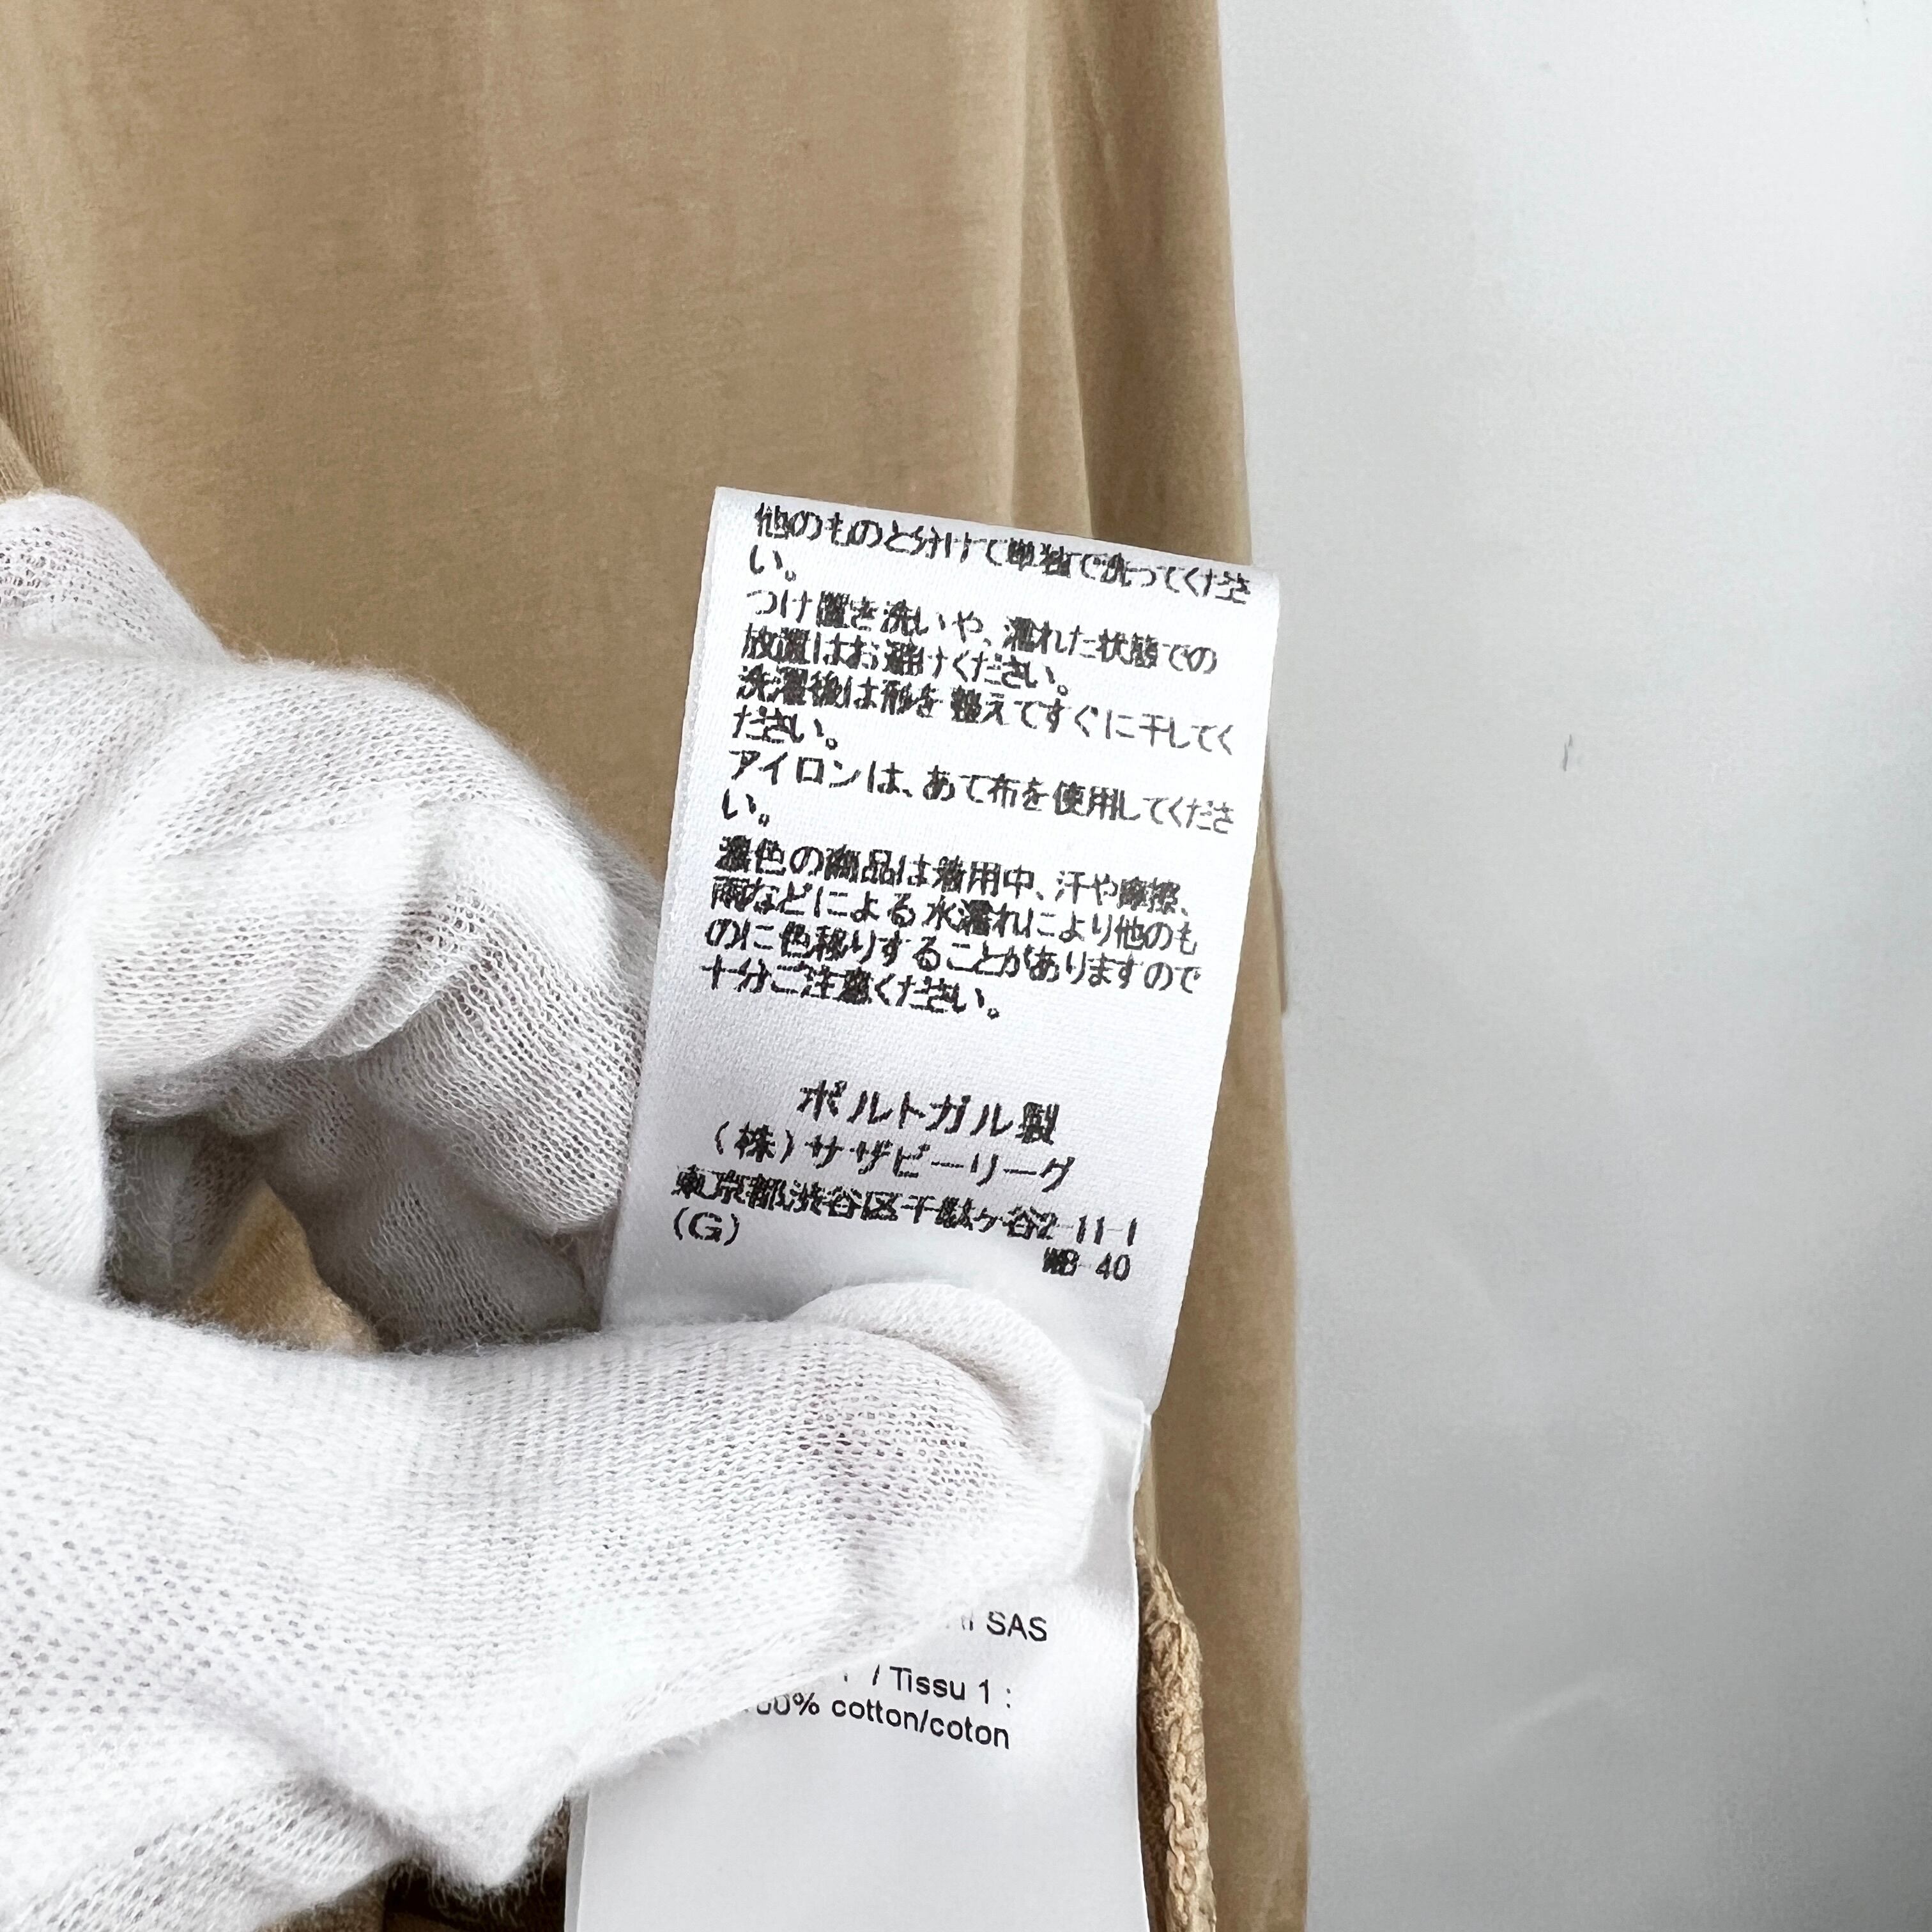 他のものと分けて単独で洗ってくださ
い。
つけ置き洗いや、濡れた状態での
放置はお避けください。
洗濯後は形を整えてすぐに干してく
ださい。
アイロンは、あて布を使用してくださ
い。
濃色の商品は着用中、汗や摩擦、
雨などによる水濡れにより他のも
のに色移りすることがありますので
十分ご注意ください。
ポルトガル製
(株)サザビーリーグ
東京都渋谷区千駄ヶ谷2-11-1
(G)
WB 40
SAS
/ Tissu 1 :
cotton/coton